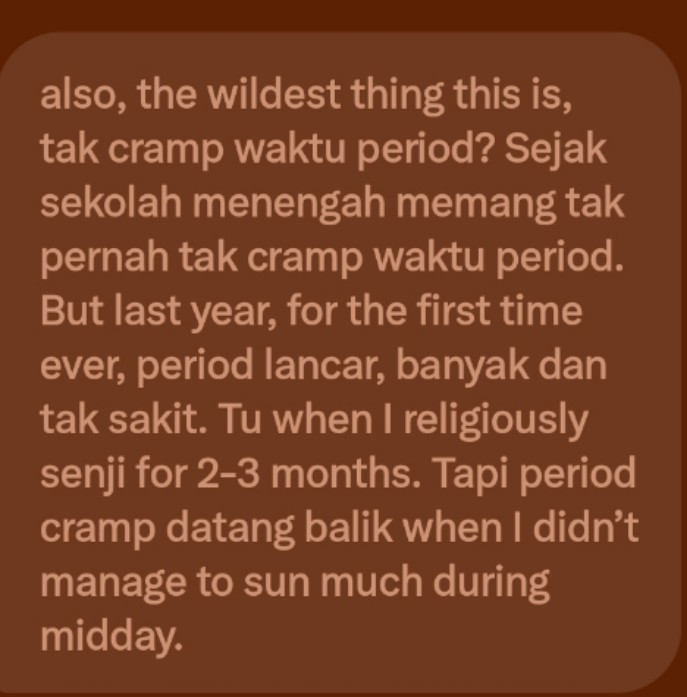 also, the wildest thing this is,
tak cramp waktu period? Sejak
sekolah menengah memang tak
pernah tak cramp waktu period.
But last year, for the first time
ever, period lancar, banyak dan
tak sakit. Tu when I religiously
senji for 2-3 months. Tapi period
cramp datang balik when I didn’t
manage to sun much during
midday.